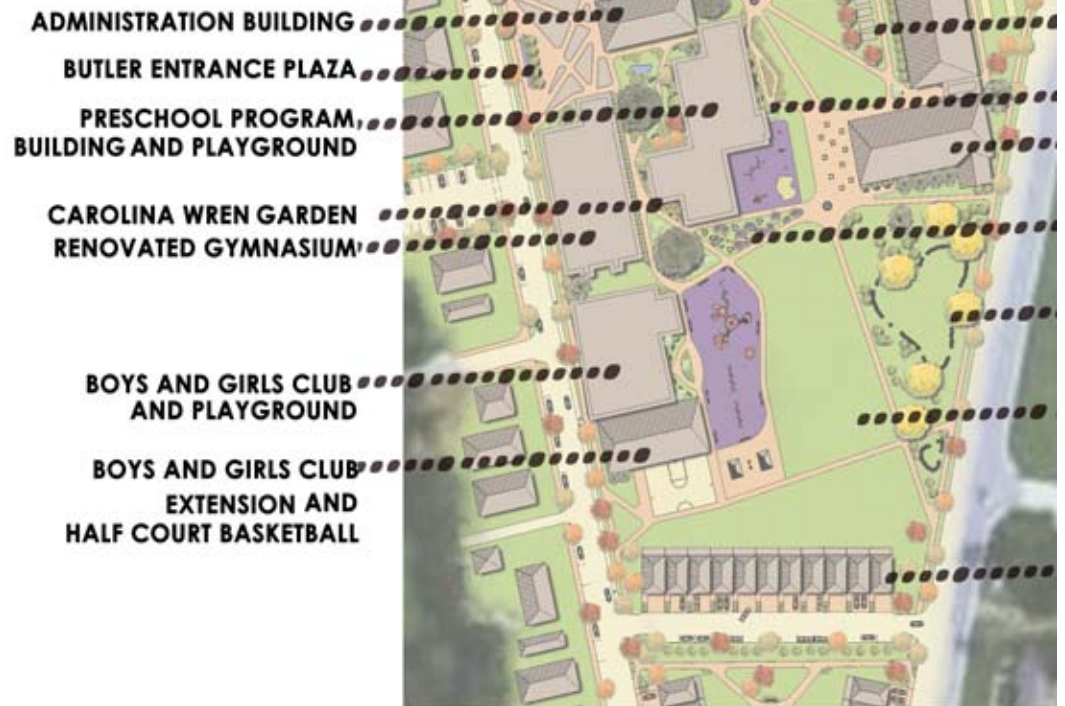 ADMINISTRATION BUILDING
BUTLER ENTRANCE PLAZA
PRESCHOOL PROGRAM
BUILDING AND PLAYGROUND
CAROLINA WREN GARDEN
RENOVATED GYMNASIUM
BOYS AND GIRLS CLUB
AND PLAYGROUND
BOYS AND GIRLS CLUB
EXTENSION AND
HALF COURT BASKETBALL